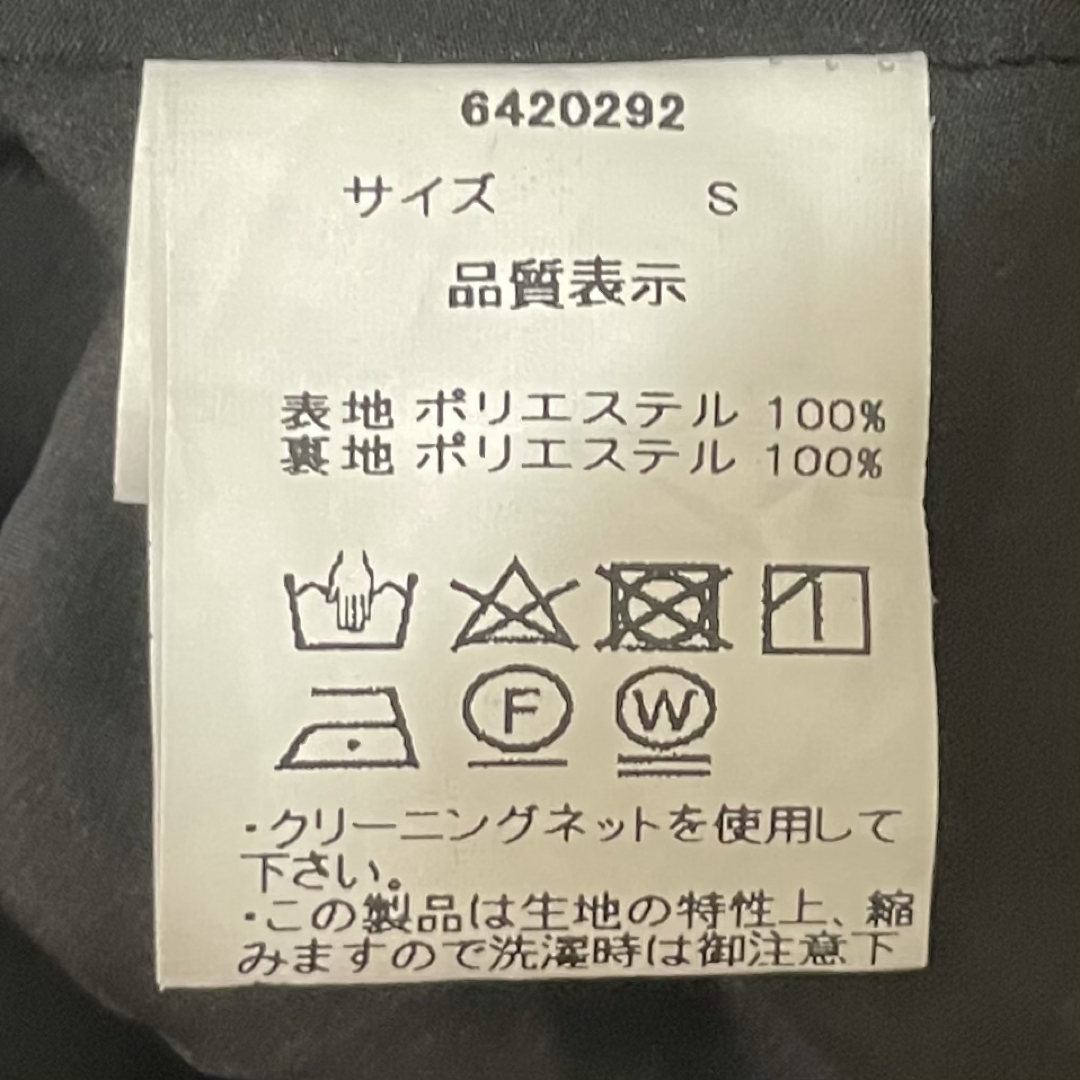 6420292
サイズ S
品質表示
表地 ポリエステル 100%
裏地 ポリエステル 100%
F W
・クリーニングネットを使用して
下さい。
・この製品は生地の特性上、縮
みますので洗濯時は御注意下